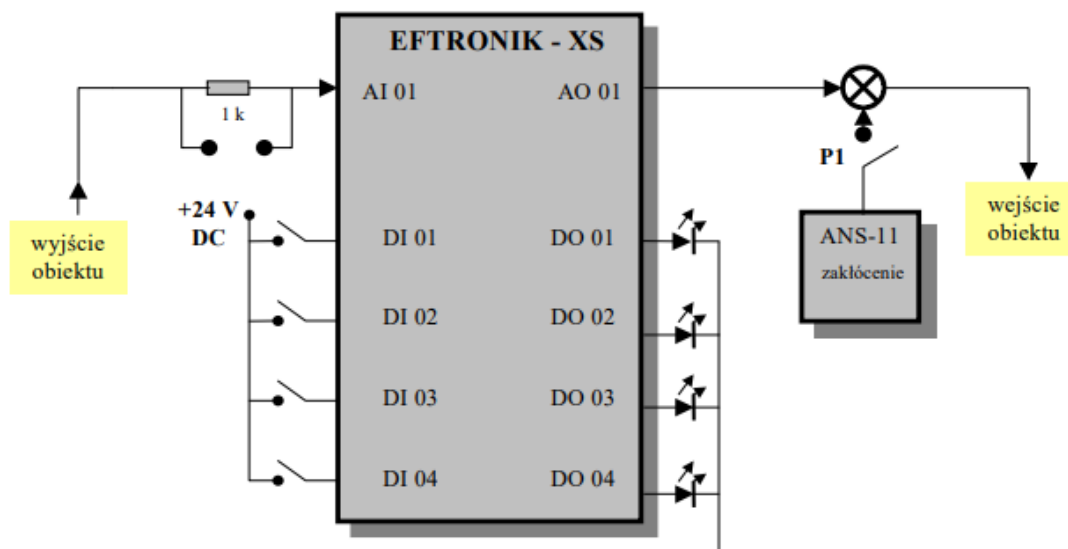 EFTRONIK - XS
AI 01
AO 01
1 k
P1
+24 V
DC
wyjście
obiektu
wejście
obiektu
DI 01
DO 01
ANS-11
zakłócenie
DI 02
DO 02
DI 03
DO 03
DI 04
DO 04